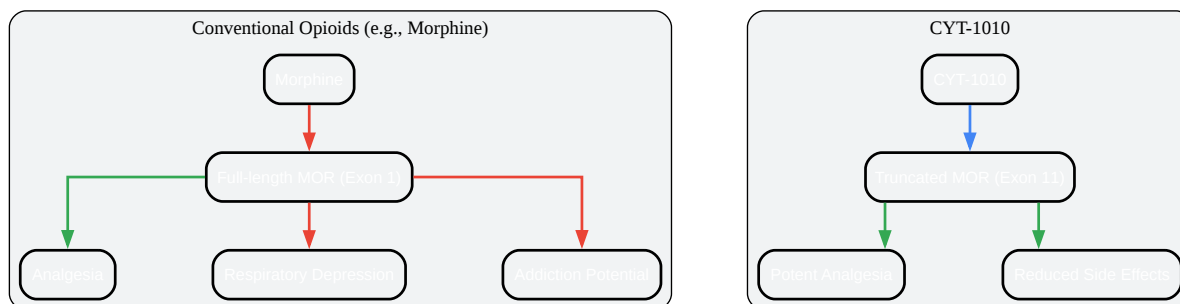 Conventional Opioids (e.g., Morphine)
Morphine
Full-length MOR (Exon 1)
Analgesia
Respiratory Depression
Addiction Potential
CYT-1010
CYT-1010
Truncated MOR (Exon 11)
Potent Analgesia
Reduced Side Effects